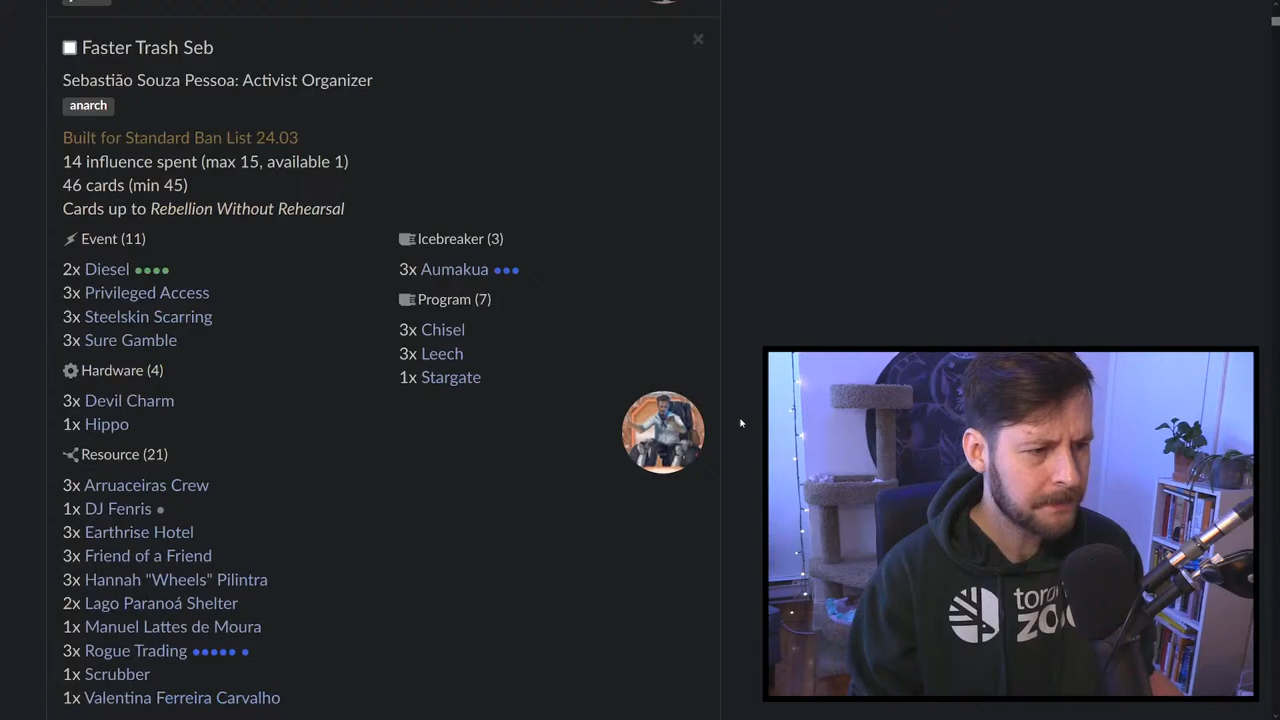 Faster Trash Seb
Sebastião Souza Pessoa: Activist Organizer
anarch
Built for Standard Ban List 24.03
14 influence spent (max 15, available 1)
46 cards (min 45)
Cards up to Rebellion Without Rehearsal
Event (11)
2x Diesel
3x Privileged Access
3x Steelskin Scarring
3x Sure Gamble
Hardware (4)
3x Devil Charm
1x Hippo
Resource (21)
3x Arruaceiras Crew
1x DJ Fenris
3x Earthrise Hotel
3x Friend of a Friend
3x Hannah "Wheels" Pilintra
2x Lago Paranoá Shelter
1x Manuel Lattes de Moura
3x Rogue Trading
1x Scrubber
1x Valentina Ferreira Carvalho
Icebreaker (3)
3x Aumakua
Program (7)
3x Chisel
3x Leech
1x Stargate